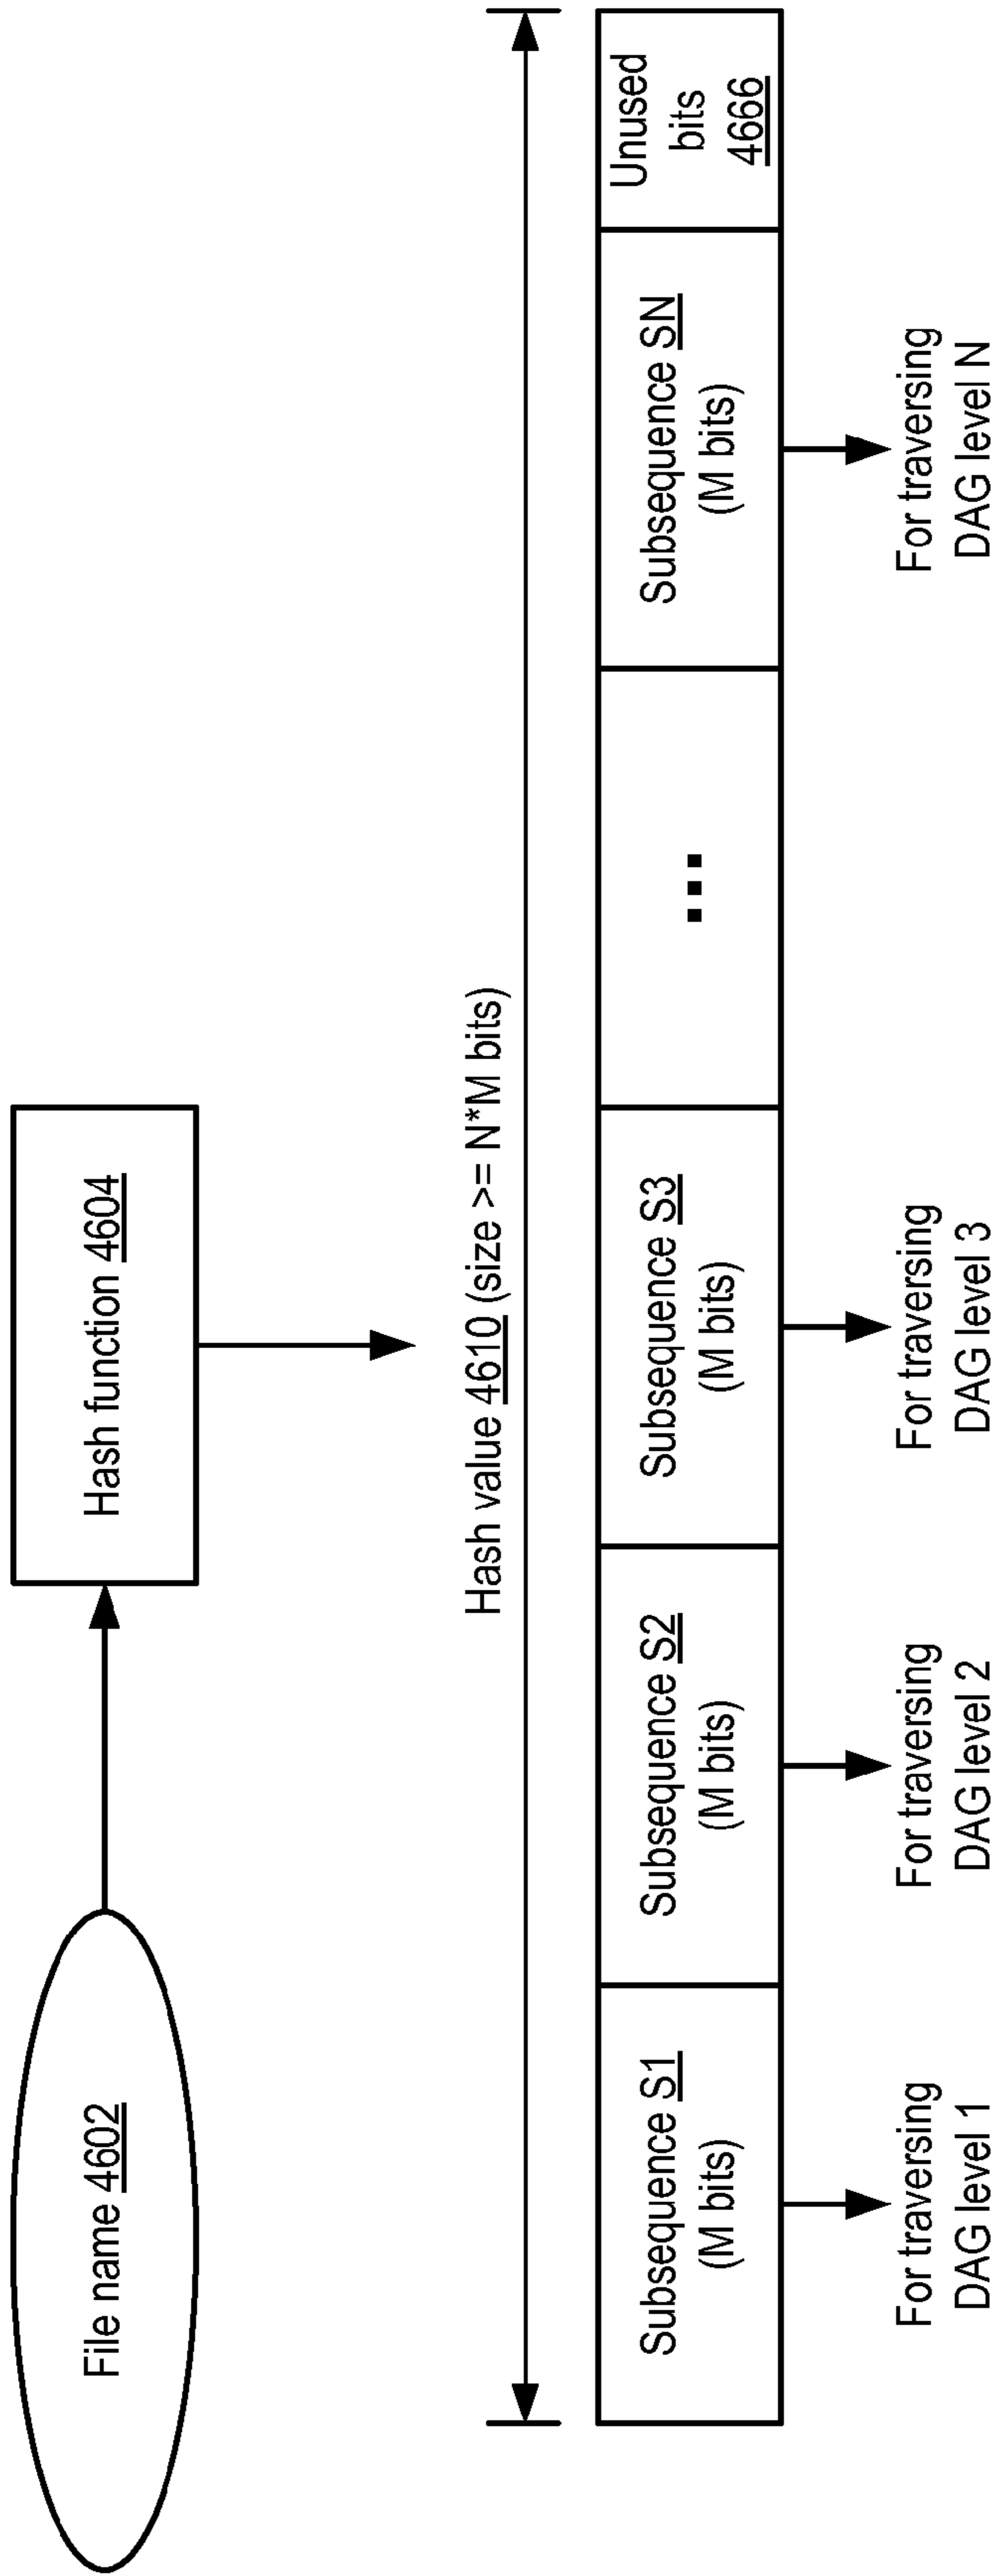 File name 4602
Hash function 4604
Hash value 4610 (size >= N*M bits)
Subsequence S1
(M bits)
Subsequence S2
(M bits)
Subsequence S3
(M bits)
...
Subsequence SN
(M bits)
Unused
bits
4666
For traversing
DAG level 1
For traversing
DAG level 2
For traversing
DAG level 3
For traversing
DAG level N